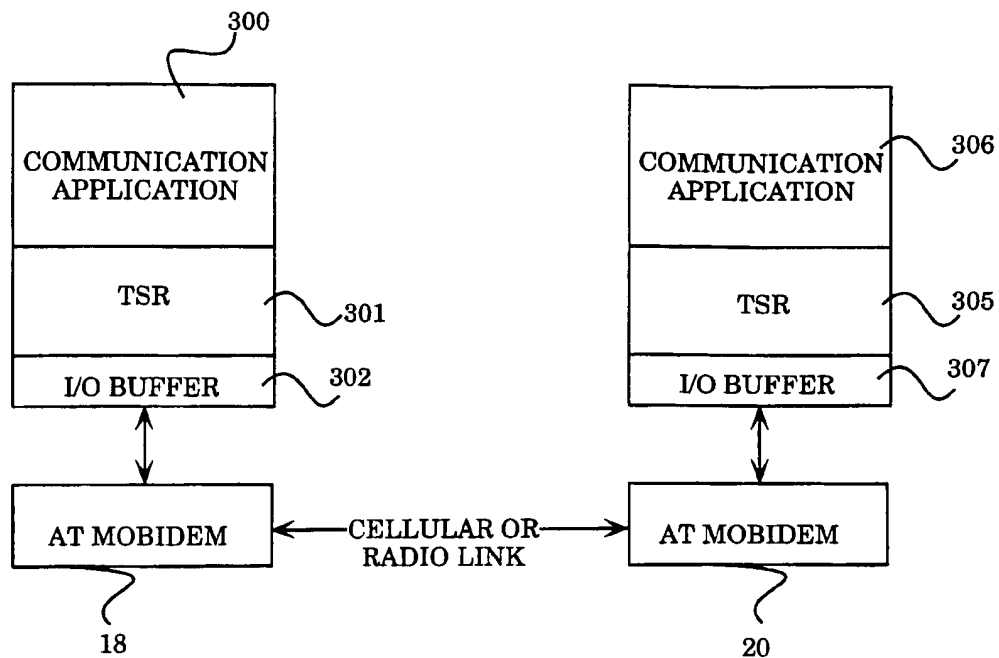 300
COMMUNICATION
APPLICATION
TSR
301
I/O BUFFER
302
AT MOBIDEM
18
CELLULAR OR
RADIO LINK
COMMUNICATION
APPLICATION
306
TSR
305
I/O BUFFER
307
AT MOBIDEM
20